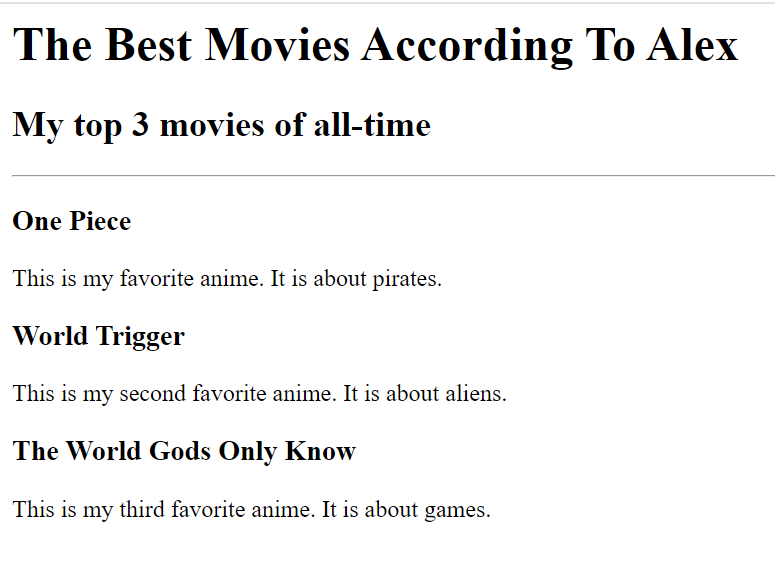 The Best Movies According To Alex
My top 3 movies of all-time
One Piece
This is my favorite anime. It is about pirates.
World Trigger
This is my second favorite anime. It is about aliens.
The World Gods Only Know
This is my third favorite anime. It is about games.